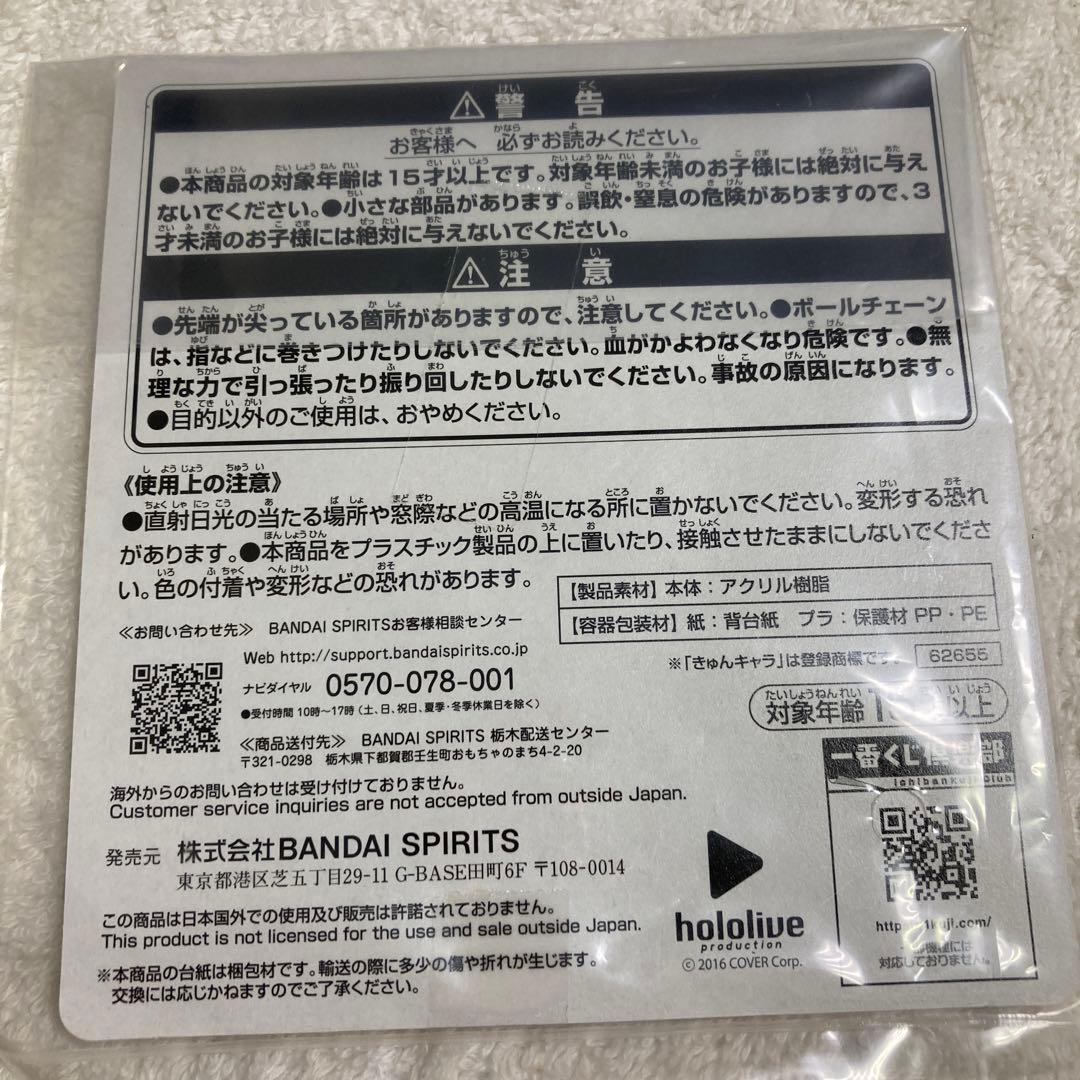 ⚠警告
お客様へ 必ずお読みください。
●本商品の対象年齢は15才以上です。対象年齢未満のお子様には絶対に与え
ないでください。●小さな部品があります。誤飲・窒息の危険がありますので、3
才未満のお子様には絶対に与えないでください。
⚠注意
●先端が尖っている箇所がありますので、注意してください。●ボールチェーン
は、指などに巻きつけたりしないでください。血がかよわなくなり危険です。●無
理な力で引っ張ったり振り回したりしないでください。事故の原因になります。
●目的以外のご使用は、おやめください。
《使用上の注意》
●直射日光の当たる場所や窓際などの高温になる所に置かないでください。変形する恐れ
があります。●本商品をプラスチック製品の上に置いたり、接触させたままにしないでくださ
い。色の付着や変形などの恐れがあります。
【製品素材】本体：アクリル樹脂
【容器包装材】紙：背台紙 プラ：保護材 PP・PE
※「きゅんキャラ」は登録商標です。 62655
≪お問い合わせ先≫ BANDAI SPIRITSお客様相談センター
Web http://support.bandaispirits.co.jp
ナビダイヤル 0570-078-001
●受付時間 10時〜17時（土、日、祝日、夏季・冬季休業日を除く）
≪商品送付先≫ BANDAI SPIRITS 栃木配送センター
〒321-0298 栃木県下都賀郡壬生町おもちゃのまち4-2-20
対象年齢 以上
一番くじ倶楽部
Ichibankuji Club
海外からのお問い合わせは受け付けておりません。
Customer service inquiries are not accepted from outside Japan.
発売元 株式会社BANDAI SPIRITS
東京都港区芝五丁目29-11 G-BASE田町6F 〒108-0014
この商品は日本国外での使用及び販売は許諾されておりません。
This product is not licensed for the use and sale outside Japan.
※本商品の台紙は梱包材です。輸送の際に多少の傷や折れが生じます。
交換には応じかねますのでご了承ください。
hololive
production
© 2016 COVER Corp.
https://1kuji.com/
一部機種には
対応しておりません。